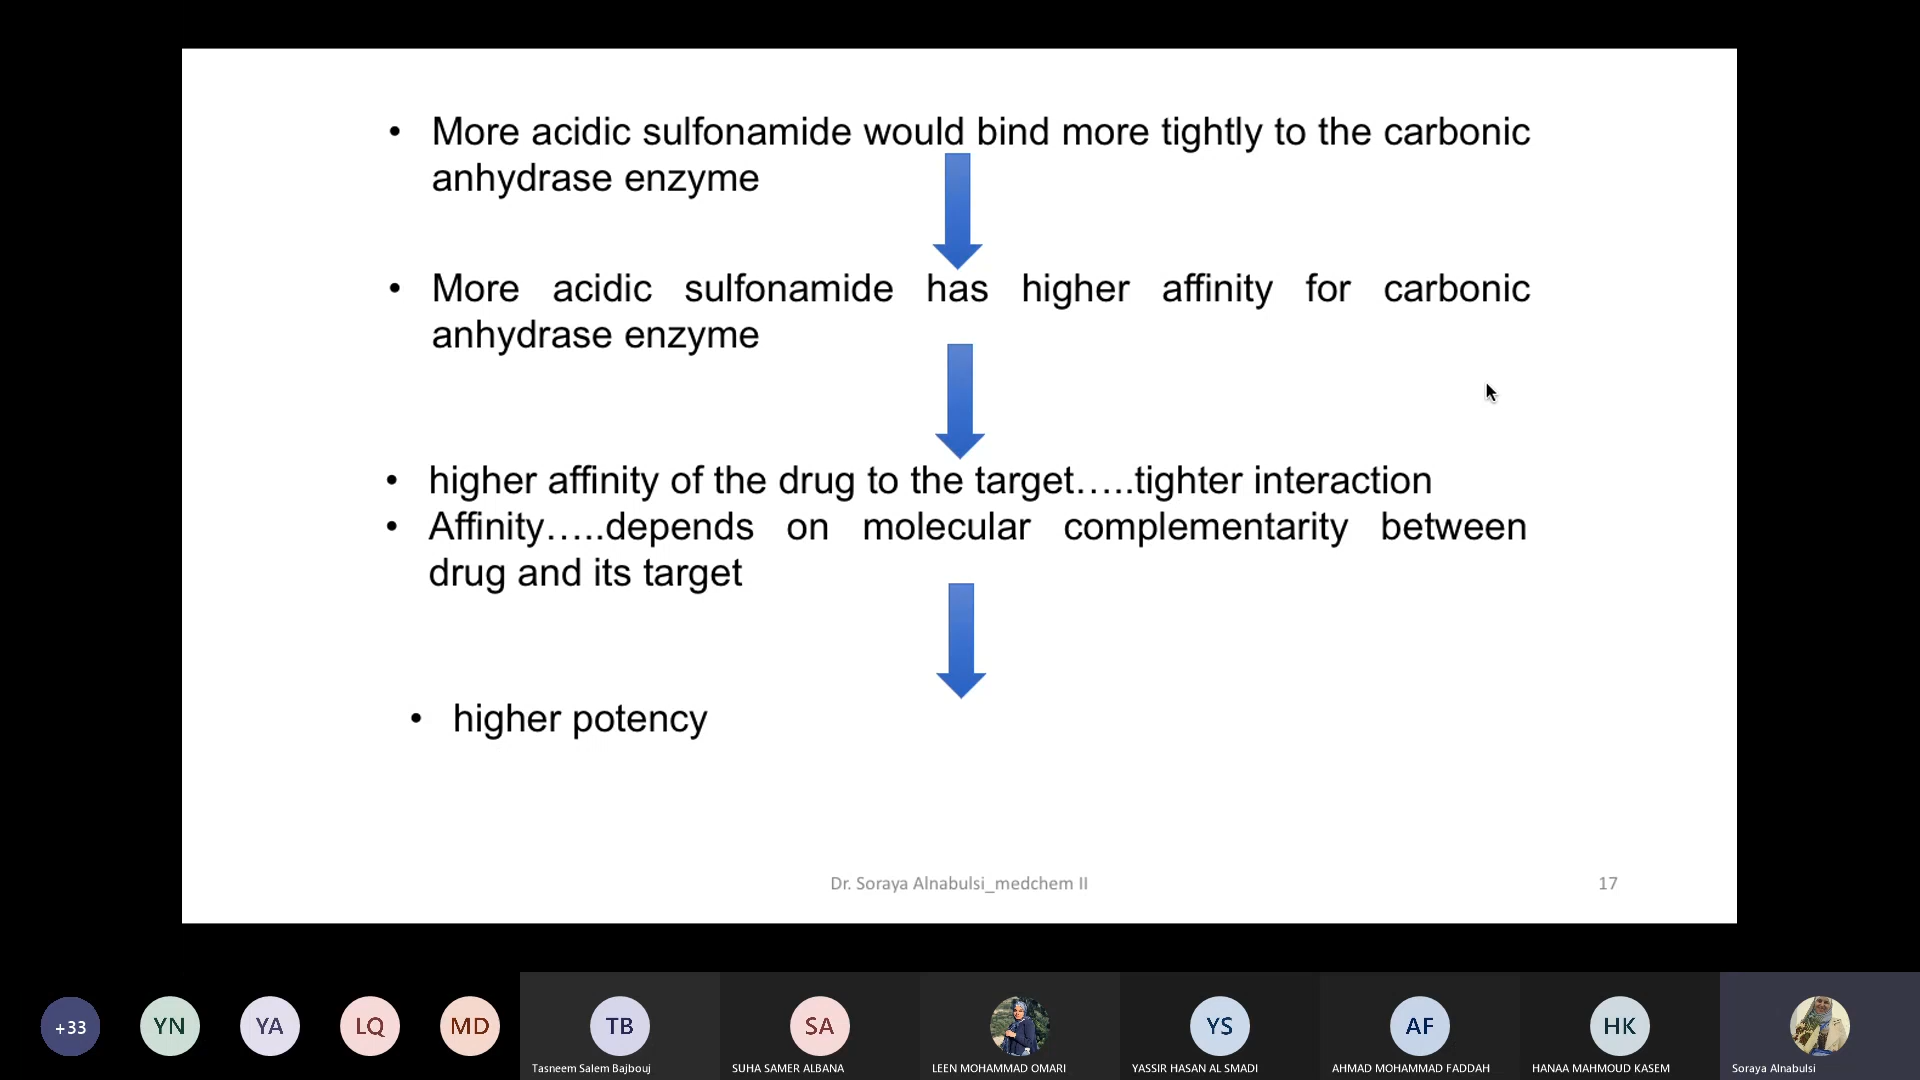 • More acidic sulfonamide would bind more tightly to the carbonic
anhydrase enzyme
• More acidic sulfonamide has higher affinity for carbonic
anhydrase enzyme
• higher affinity of the drug to the target…..tighter interaction
• Affinity…..depends on molecular complementarity between
drug and its target
• higher potency
Dr. Soraya Alnabulsi_medchem II
17
+33
YN
YA
LQ
MD
TB
SA
YS
AF
HK
Tasneem Salem Bajbouj
SUHA SAMER ALBANA
LEEN MOHAMMAD OMARI
YASSIR HASAN AL SMADI
AHMAD MOHAMMAD FADDAH
HANAA MAHMOUD KASEM
Soraya Alnabulsi